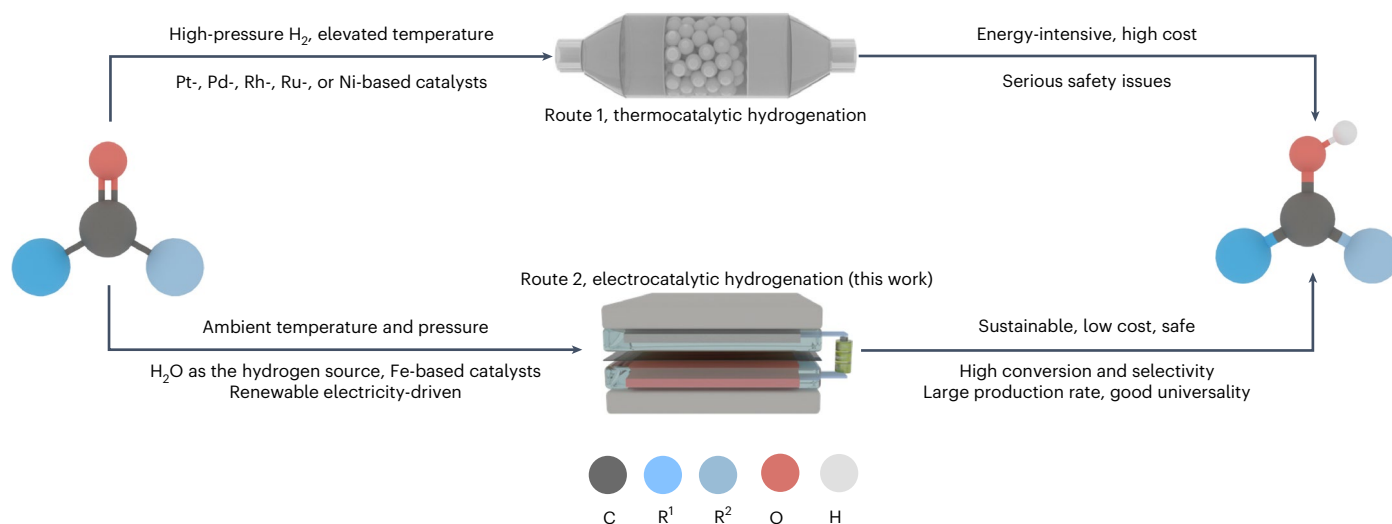 High-pressure H₂, elevated temperature
Pt-, Pd-, Rh-, Ru-, or Ni-based catalysts
Route 1, thermocatalytic hydrogenation
Energy-intensive, high cost
Serious safety issues
Route 2, electrocatalytic hydrogenation (this work)
Ambient temperature and pressure
H₂O as the hydrogen source, Fe-based catalysts
Renewable electricity-driven
Sustainable, low cost, safe
High conversion and selectivity
Large production rate, good universality
C R¹ R² O H